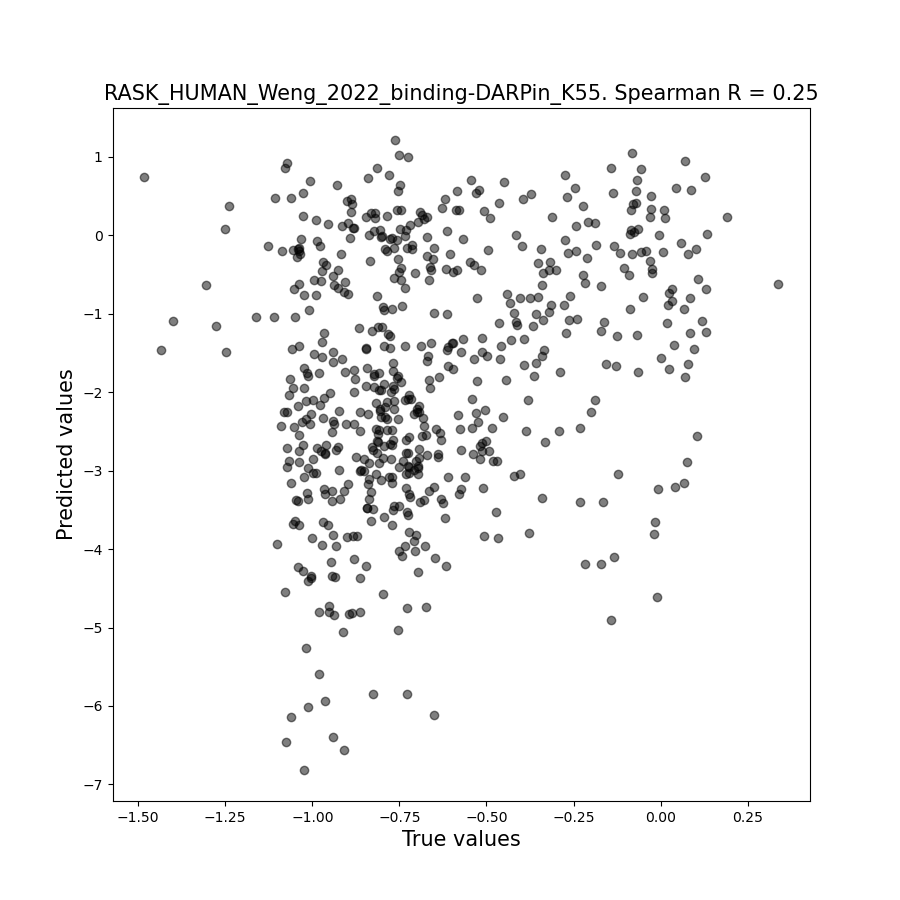 RASK_HUMAN_Weng_2022_binding-DARPin_K55. Spearman R = 0.25
1
0
−1
−2
−3
−4
−5
−6
−7
Predicted values
−1.50 −1.25 −1.00 −0.75 −0.50 −0.25 0.00 0.25
True values